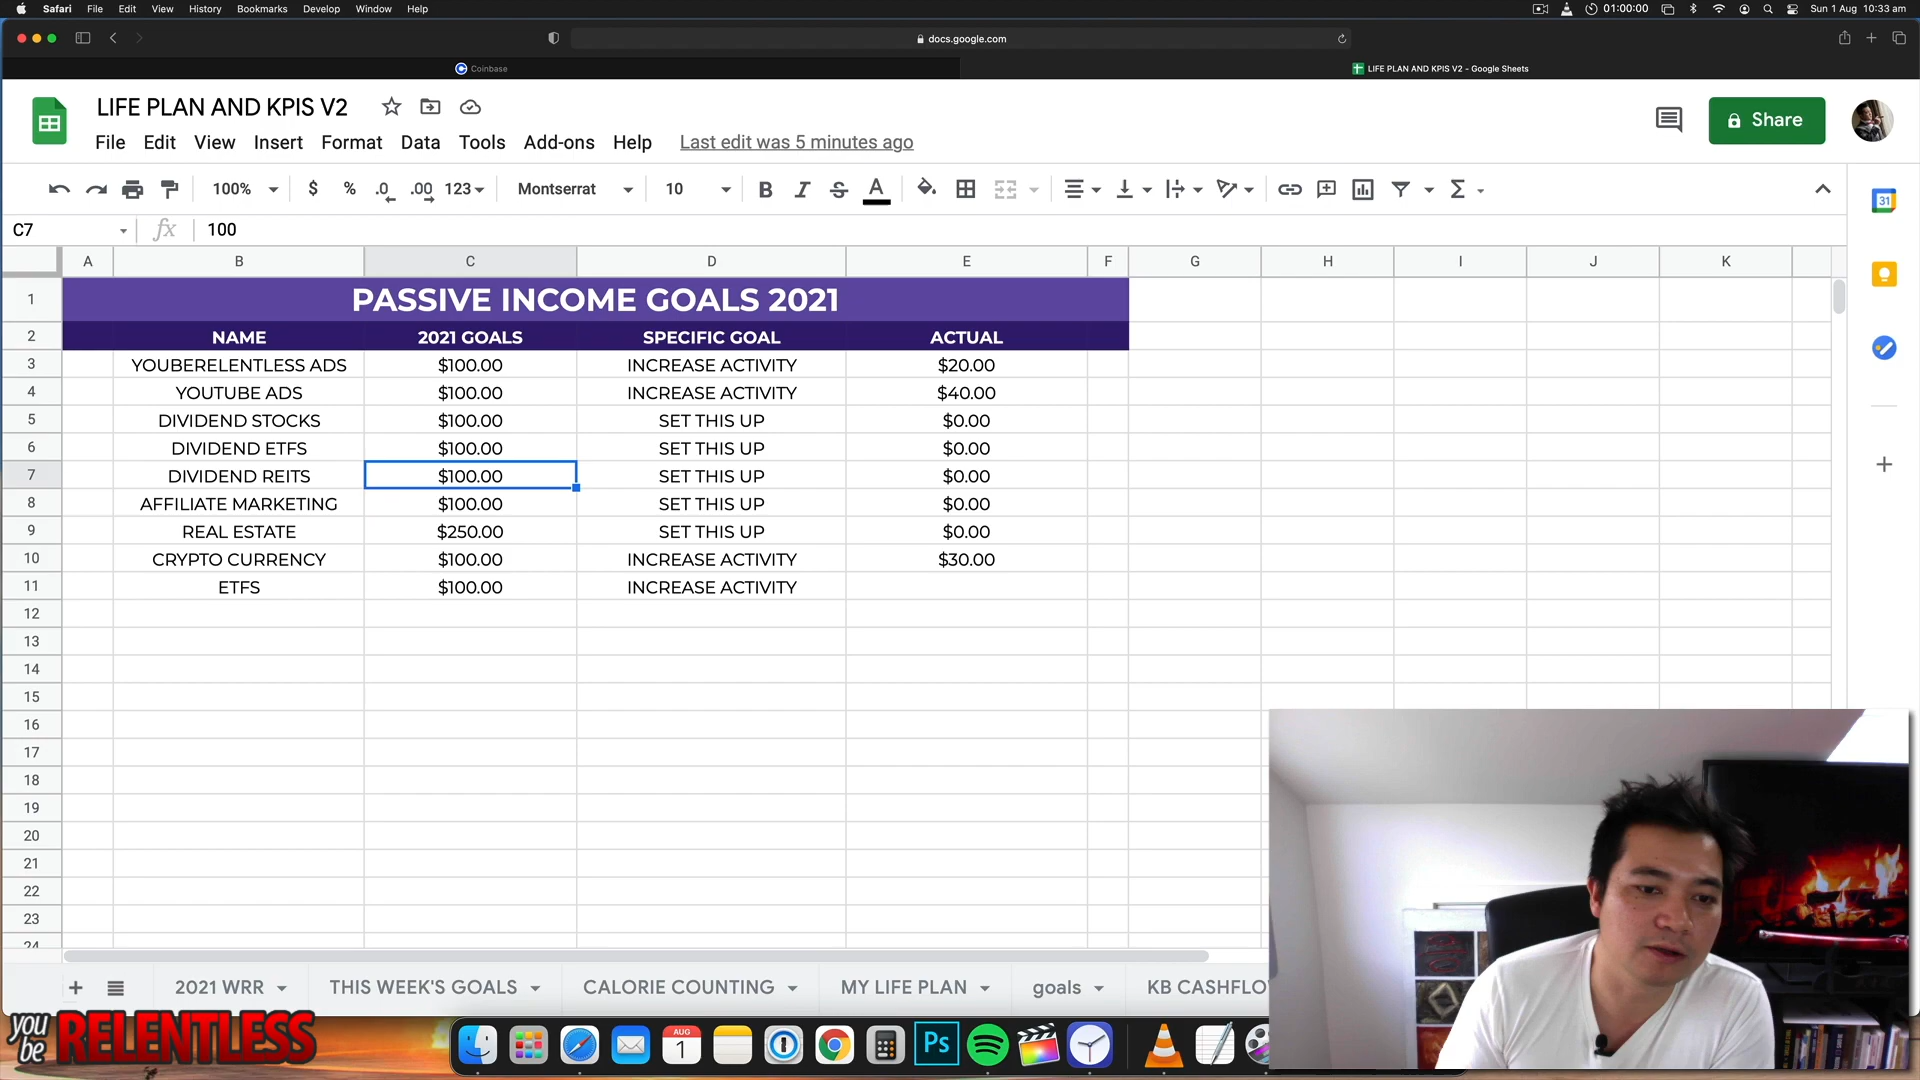 Safari File Edit View History Bookmarks Develop Window Help 01:00:00 Sun 1 Aug 10:33 am
docs.google.com
Coinbase LIFE PLAN AND KPIS V2 - Google Sheets
LIFE PLAN AND KPIS V2
File Edit View Insert Format Data Tools Add-ons Help Last edit was 5 minutes ago
Share
100% $ % .0 .00 123 Montserrat 10 B I S A Σ
31
C7 fx 100
A B C D E F G H I J K
1 PASSIVE INCOME GOALS 2021
2 NAME 2021 GOALS SPECIFIC GOAL ACTUAL
3 YOUBERELENTLESS ADS $100.00 INCREASE ACTIVITY $20.00
4 YOUTUBE ADS $100.00 INCREASE ACTIVITY $40.00
5 DIVIDEND STOCKS $100.00 SET THIS UP $0.00
6 DIVIDEND ETFS $100.00 SET THIS UP $0.00
7 DIVIDEND REITS $100.00 SET THIS UP $0.00
8 AFFILIATE MARKETING $100.00 SET THIS UP $0.00
9 REAL ESTATE $250.00 SET THIS UP $0.00
10 CRYPTO CURRENCY $100.00 INCREASE ACTIVITY $30.00
11 ETFS $100.00 INCREASE ACTIVITY
12
13
14
15
16
17
18
19
20
21
22
23
24
2021 WRR THIS WEEK'S GOALS CALORIE COUNTING MY LIFE PLAN goals KB CASHFLO
you be RELENTLESS
AUG 1
Ps